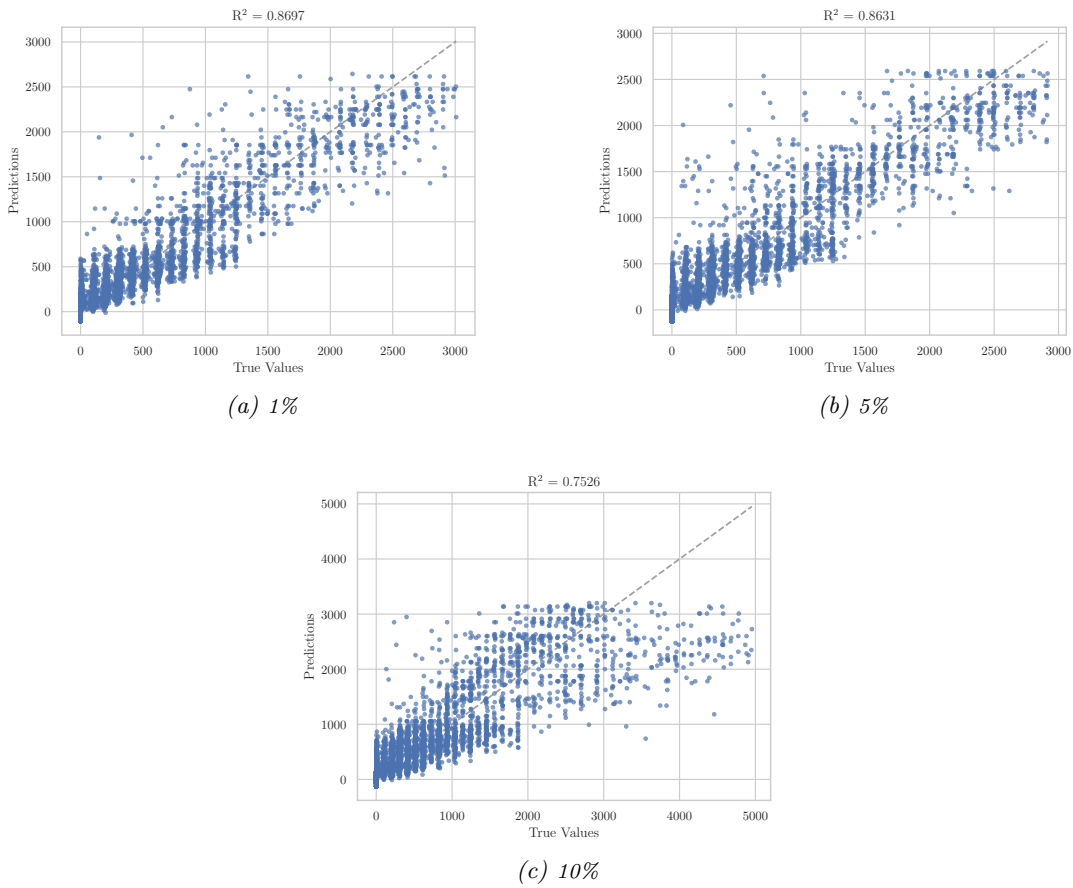 R² = 0.8697
3000
2500
2000
1500
1000
500
0
Predictions
0 500 1000 1500 2000 2500 3000
True Values
(a) 1%
R² = 0.8631
3000
2500
2000
1500
1000
500
0
Predictions
0 500 1000 1500 2000 2500 3000
True Values
(b) 5%
R² = 0.7526
5000
4000
3000
2000
1000
0
Predictions
0 1000 2000 3000 4000 5000
True Values
(c) 10%